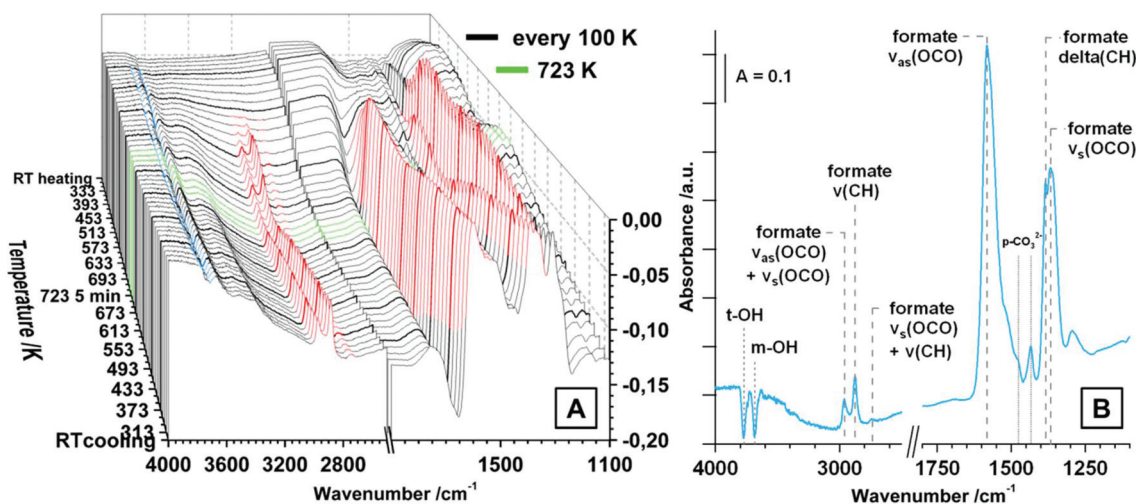 every 100 K
723 K
RT heating
333
393
453
513
573
633
693
723 5 min
673
613
553
493
433
373
313
RTcooling
Temperature /K
4000 3600 3200 2800 1500 1100
Wavenumber /cm⁻¹
0,00
-0,05
-0,10
-0,15
-0,20
A
B
A = 0.1
Absorbance /a.u.
formate
νas(OCO)
formate
delta(CH)
formate
νs(OCO)
formate
ν(CH)
formate
νas(OCO)
+ νs(OCO)
p-CO₃²⁻
formate
νs(OCO)
+ ν(CH)
t-OH
m-OH
4000 3000 1750 1500 1250
Wavenumber /cm⁻¹